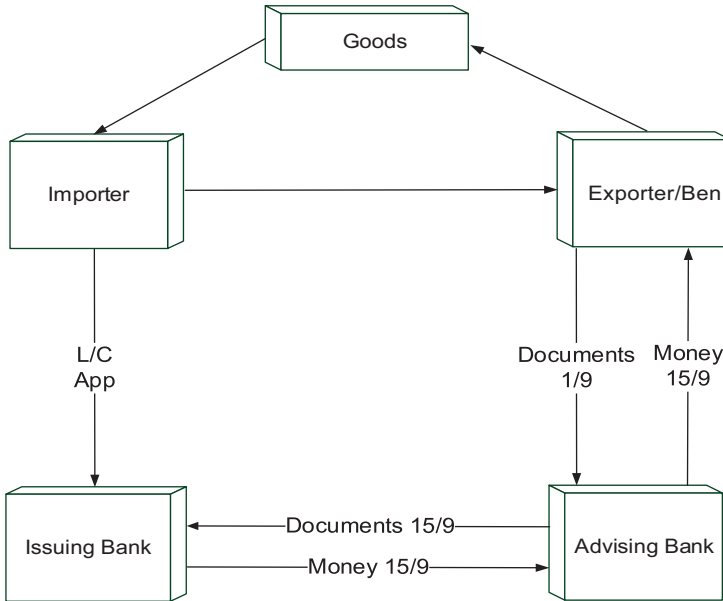 Goods
Importer
Exporter/Ben
L/C
App
Documents
1/9
Money
15/9
Issuing Bank
Documents 15/9
Money 15/9
Advising Bank